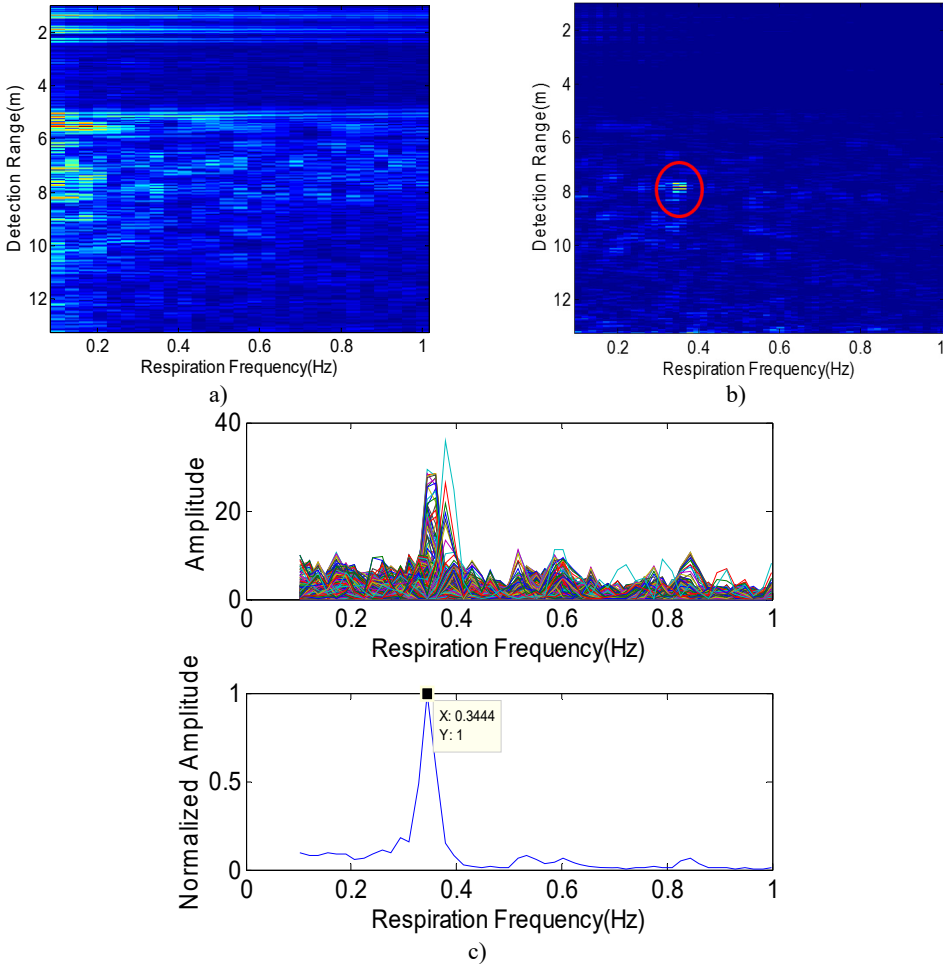 2
4
6
8
10
12
Detection Range(m)
0.2 0.4 0.6 0.8 1
Respiration Frequency(Hz)
a)
2
4
6
8
10
12
Detection Range(m )
0.2 0.4 0.6 0.8 1
Respiration Frequency(Hz)
b)
40
20
0
Amplitude
0 0.2 0.4 0.6 0.8 1
Respiration Frequency(Hz)
1
0.5
0
Normalized Amplitude
X: 0.3444
Y: 1
0 0.2 0.4 0.6 0.8 1
Respiration Frequency(Hz)
c)